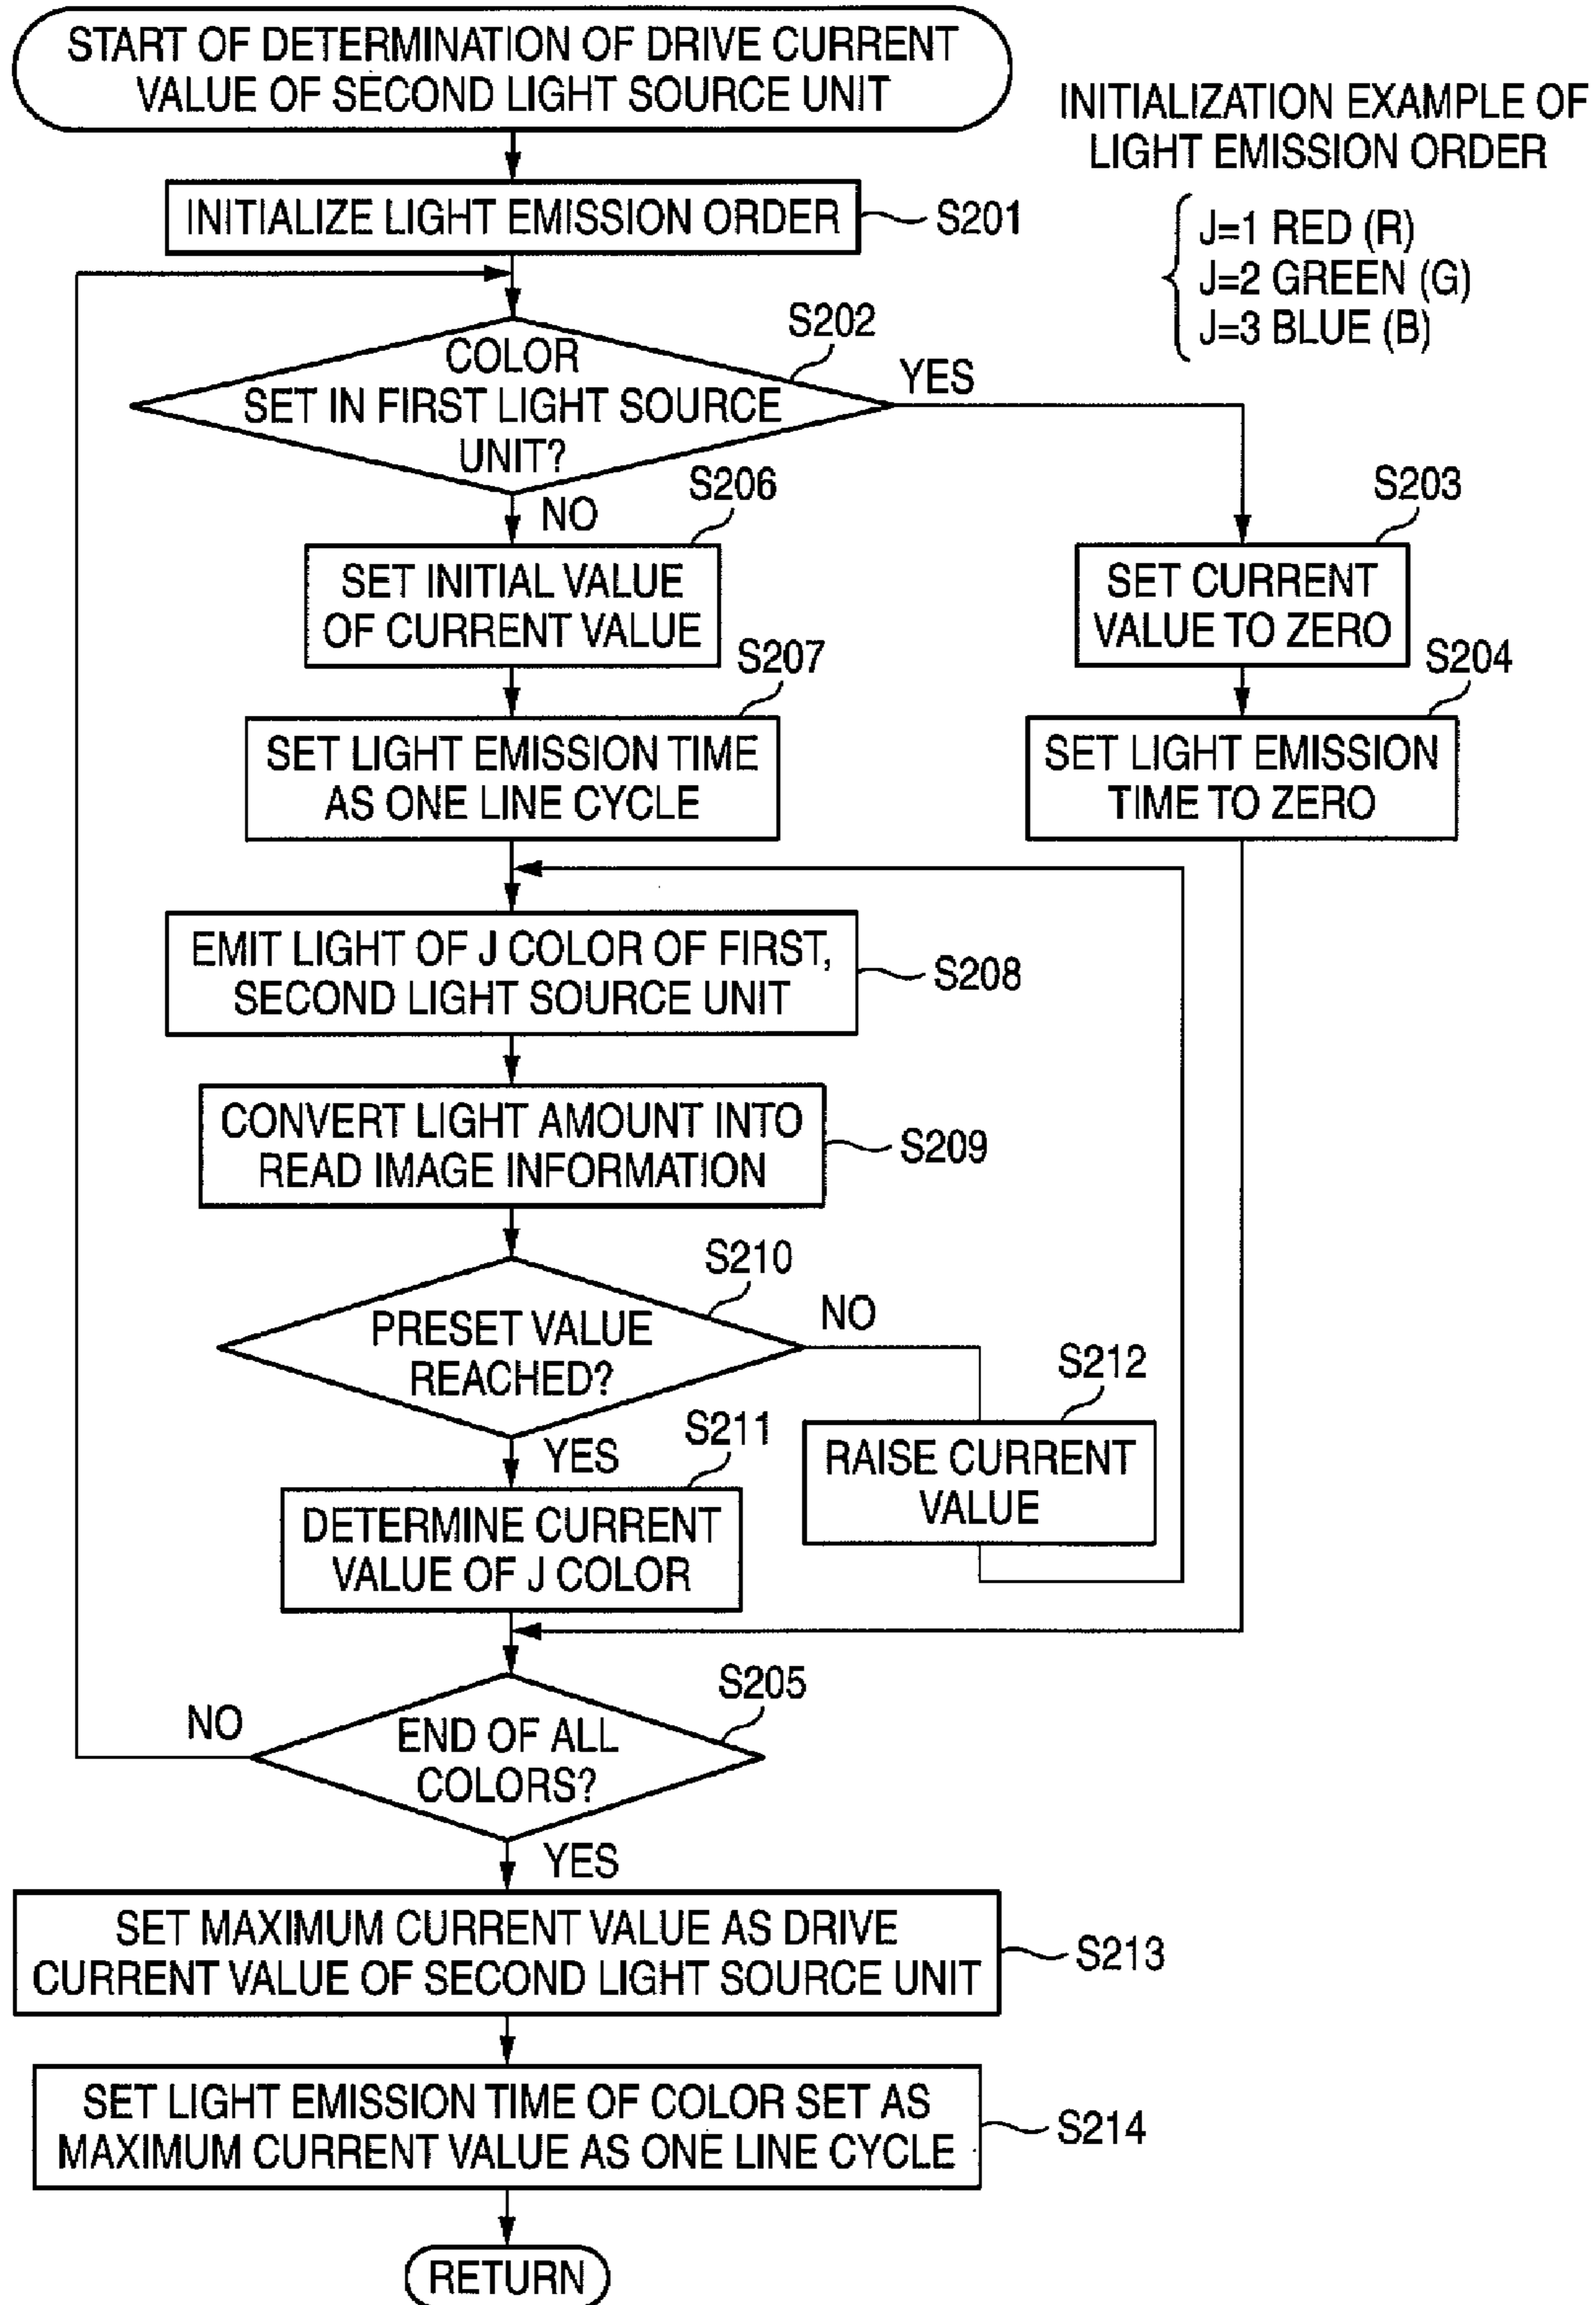 START OF DETERMINATION OF DRIVE CURRENT
VALUE OF SECOND LIGHT SOURCE UNIT
INITIALIZATION EXAMPLE OF
LIGHT EMISSION ORDER
J=1 RED (R)
J=2 GREEN (G)
J=3 BLUE (B)
INITIALIZE LIGHT EMISSION ORDER
S201
S202
COLOR
SET IN FIRST LIGHT SOURCE
UNIT?
YES
NO
S206
SET INITIAL VALUE
OF CURRENT VALUE
S203
SET CURRENT
VALUE TO ZERO
S207
SET LIGHT EMISSION TIME
AS ONE LINE CYCLE
S204
SET LIGHT EMISSION
TIME TO ZERO
EMIT LIGHT OF J COLOR OF FIRST,
SECOND LIGHT SOURCE UNIT
S208
CONVERT LIGHT AMOUNT INTO
READ IMAGE INFORMATION
S209
S210
PRESET VALUE
REACHED?
NO
S212
RAISE CURRENT
VALUE
YES
S211
DETERMINE CURRENT
VALUE OF J COLOR
S205
END OF ALL
COLORS?
NO
YES
SET MAXIMUM CURRENT VALUE AS DRIVE
CURRENT VALUE OF SECOND LIGHT SOURCE UNIT
S213
SET LIGHT EMISSION TIME OF COLOR SET AS
MAXIMUM CURRENT VALUE AS ONE LINE CYCLE
S214
RETURN